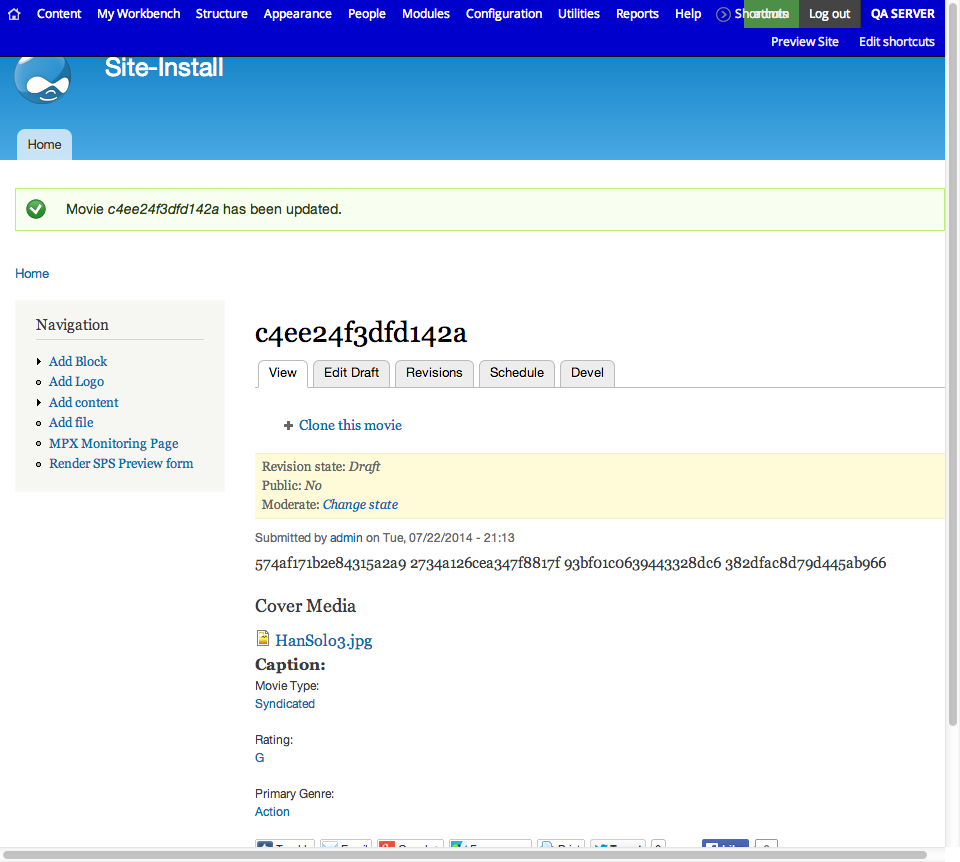 Content My Workbench Structure Appearance People Modules Configuration Utilities Reports Help Shortcuts Log out QA SERVER
Preview Site Edit shortcuts
Site-Install
Home
Movie c4ee24f3dfd142a has been updated.
Home
Navigation
Add Block
Add Logo
Add content
Add file
MPX Monitoring Page
Render SPS Preview form
c4ee24f3dfd142a
View Edit Draft Revisions Schedule Devel
Clone this movie
Revision state: Draft
Public: No
Moderate: Change state
Submitted by admin on Tue, 07/22/2014 - 21:13
574af171b2e84315a2a9 2734a126cea347f8817f 93bf01c0639443328dc6 382dfac8d79d445ab966
Cover Media
HanSolo3.jpg
Caption:
Movie Type:
Syndicated
Rating:
G
Primary Genre:
Action